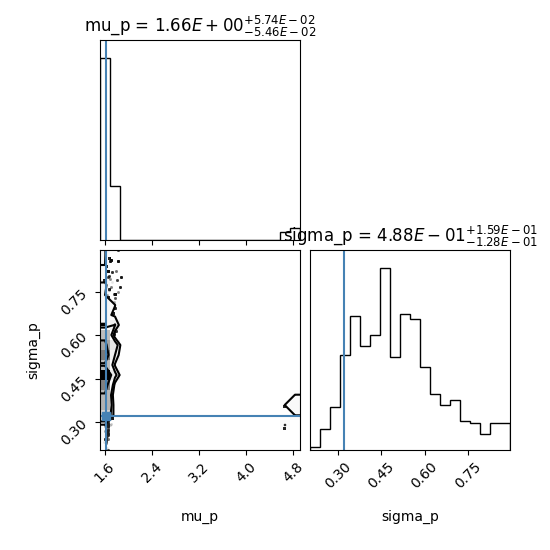 mu_p = 1.66E + 00+5.74E−02−5.46E−02
sigma_p = 4.88E − 01+1.59E−01−1.28E−01
sigma_p
0.75
0.60
0.45
0.30
1.6 2.4 3.2 4.0 4.8
0.30 0.45 0.60 0.75
mu_p
sigma_p